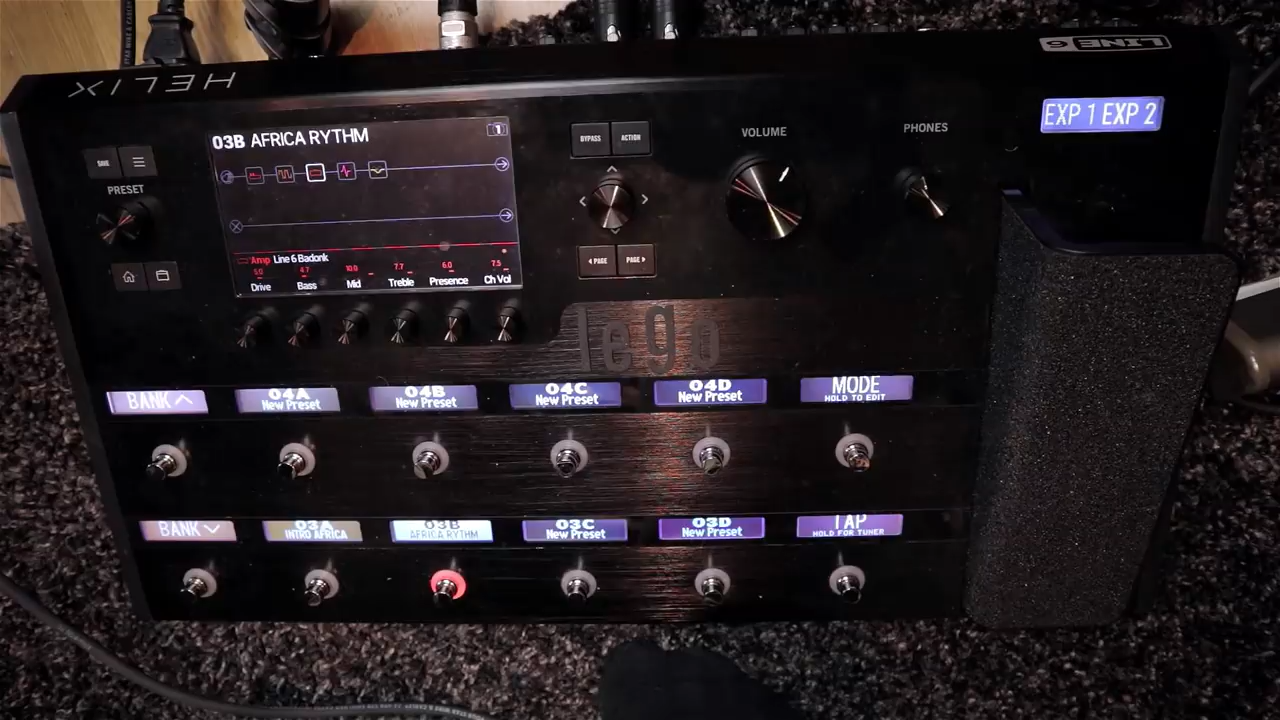 HELIX
LINE 6
EXP 1 EXP 2
SAVE
PRESET
03B AFRICA RYTHM
1
Amp Line 6 Badonk
5.0 4.7 10.0 7.7 6.0 7.5
Drive Bass Mid Treble Presence Ch Vol
BYPASS ACTION
PAGE PAGE
VOLUME
PHONES
lego
BANK
04A
New Preset
04B
New Preset
04C
New Preset
04D
New Preset
MODE
HOLD TO EDIT
BANK
03A
INTRO AFRICA
03B
AFRICA RYTHM
03C
New Preset
03D
New Preset
TAP
HOLD FOR TUNER